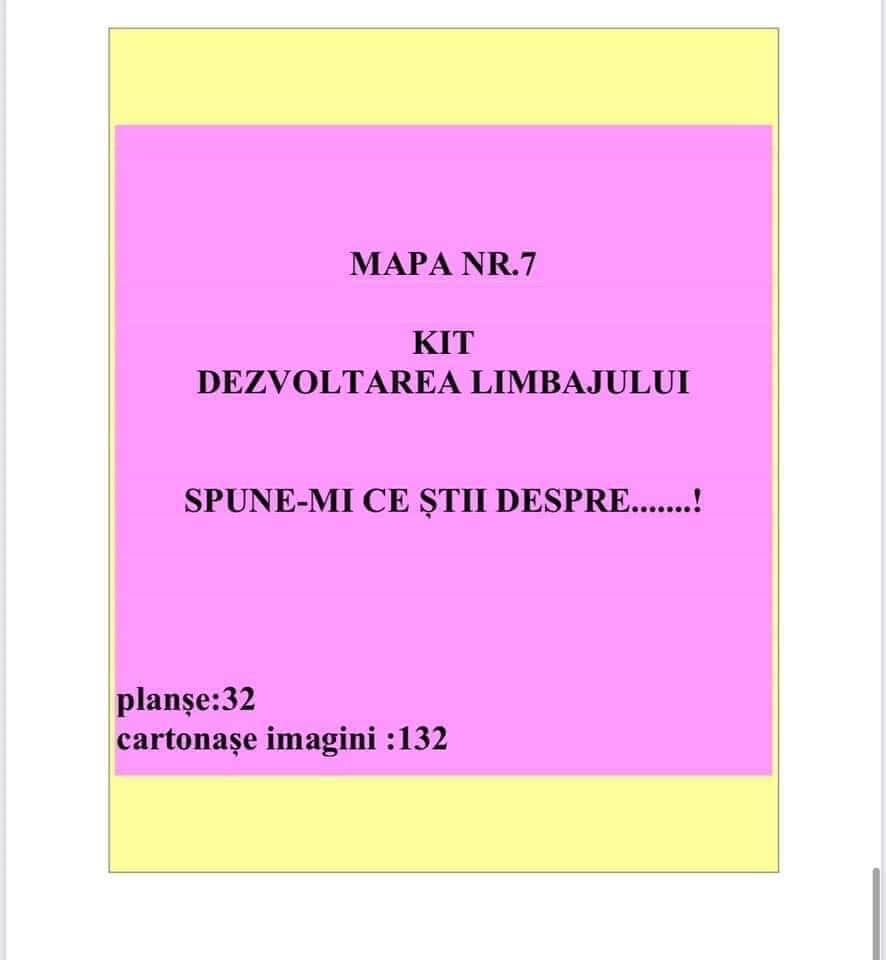 MAPA NR.7
KIT
DEZVOLTAREA LIMBAJULUI
SPUNE-MI CE ȘTII DESPRE.......!
planșe:32
cartonașe imagini :132